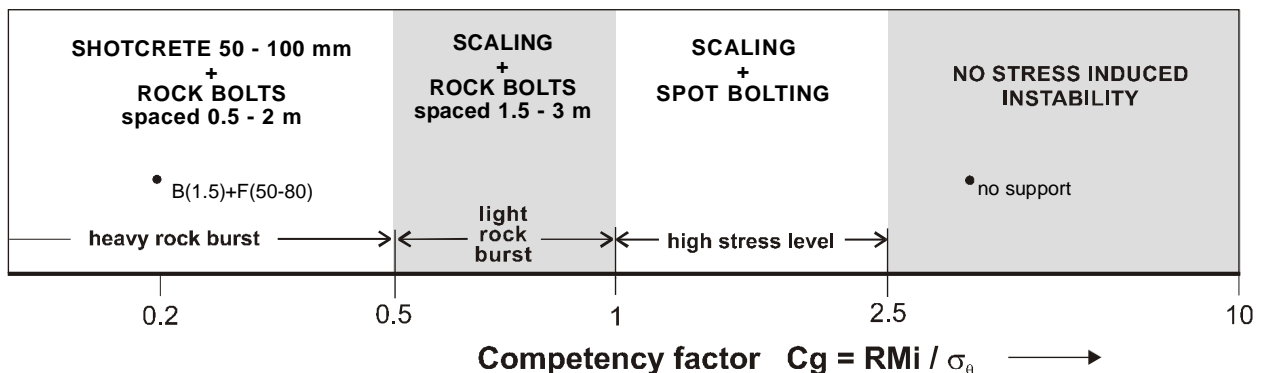 SHOTCRETE 50 - 100 mm
+
ROCK BOLTS
spaced 0.5 - 2 m
SCALING
+
ROCK BOLTS
spaced 1.5 - 3 m
SCALING
+
SPOT BOLTING
NO STRESS INDUCED
INSTABILITY
B(1.5)+F(50-80)
no support
heavy rock burst
light
rock
burst
high stress level
0.2
0.5
1
2.5
10
Competency factor Cg = RMi / σθ